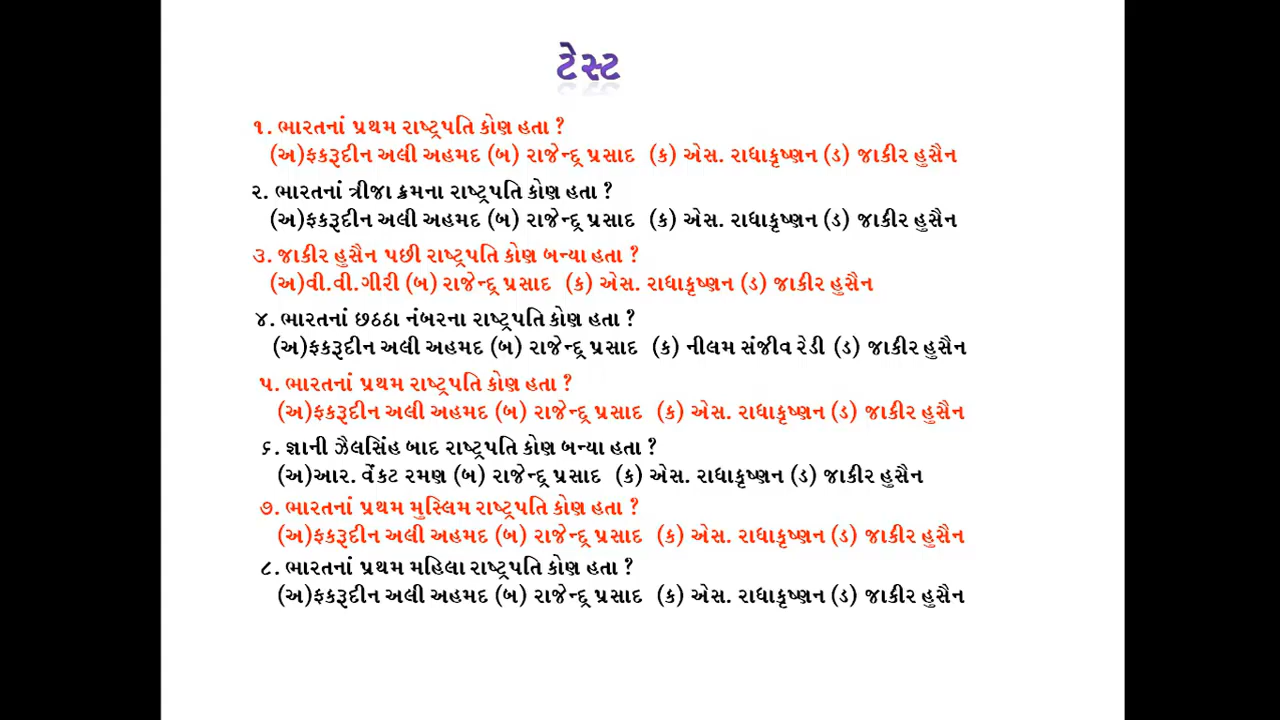 ટેસ્ટ
૧. ભારતનાં પ્રથમ રાષ્ટ્રપતિ કોણ હતા ?
(અ)ફકરૂદીન અલી અહમદ (બ) રાજેન્દ્ર પ્રસાદ (ક) એસ. રાધાકૃષ્ણન (ડ) જાકીર હુસૈન
૨. ભારતનાં ત્રીજા ક્રમના રાષ્ટ્રપતિ કોણ હતા ?
(અ)ફકરૂદીન અલી અહમદ (બ) રાજેન્દ્ર પ્રસાદ (ક) એસ. રાધાકૃષ્ણન (ડ) જાકીર હુસૈન
૩. જાકીર હુસૈન પછી રાષ્ટ્રપતિ કોણ બન્યા હતા ?
(અ)વી.વી.ગીરી (બ) રાજેન્દ્ર પ્રસાદ (ક) એસ. રાધાકૃષ્ણન (ડ) જાકીર હુસૈન
૪. ભારતનાં છઠઠા નંબરના રાષ્ટ્રપતિ કોણ હતા ?
(અ)ફકરૂદીન અલી અહમદ (બ) રાજેન્દ્ર પ્રસાદ (ક) નીલમ સંજીવ રેડી (ડ) જાકીર હુસૈન
૫. ભારતનાં પ્રથમ રાષ્ટ્રપતિ કોણ હતા ?
(અ)ફકરૂદીન અલી અહમદ (બ) રાજેન્દ્ર પ્રસાદ (ક) એસ. રાધાકૃષ્ણન (ડ) જાકીર હુસૈન
૬. જ્ઞાની ઝૈલસિંહ બાદ રાષ્ટ્રપતિ કોણ બન્યા હતા ?
(અ)આર. વેંકટ રમણ (બ) રાજેન્દ્ર પ્રસાદ (ક) એસ. રાધાકૃષ્ણન (ડ) જાકીર હુસૈન
૭. ભારતનાં પ્રથમ મુસ્લિમ રાષ્ટ્રપતિ કોણ હતા ?
(અ)ફકરૂદીન અલી અહમદ (બ) રાજેન્દ્ર પ્રસાદ (ક) એસ. રાધાકૃષ્ણન (ડ) જાકીર હુસૈન
૮. ભારતનાં પ્રથમ મહિલા રાષ્ટ્રપતિ કોણ હતા ?
(અ)ફકરૂદીન અલી અહમદ (બ) રાજેન્દ્ર પ્રસાદ (ક) એસ. રાધાકૃષ્ણન (ડ) જાકીર હુસૈન